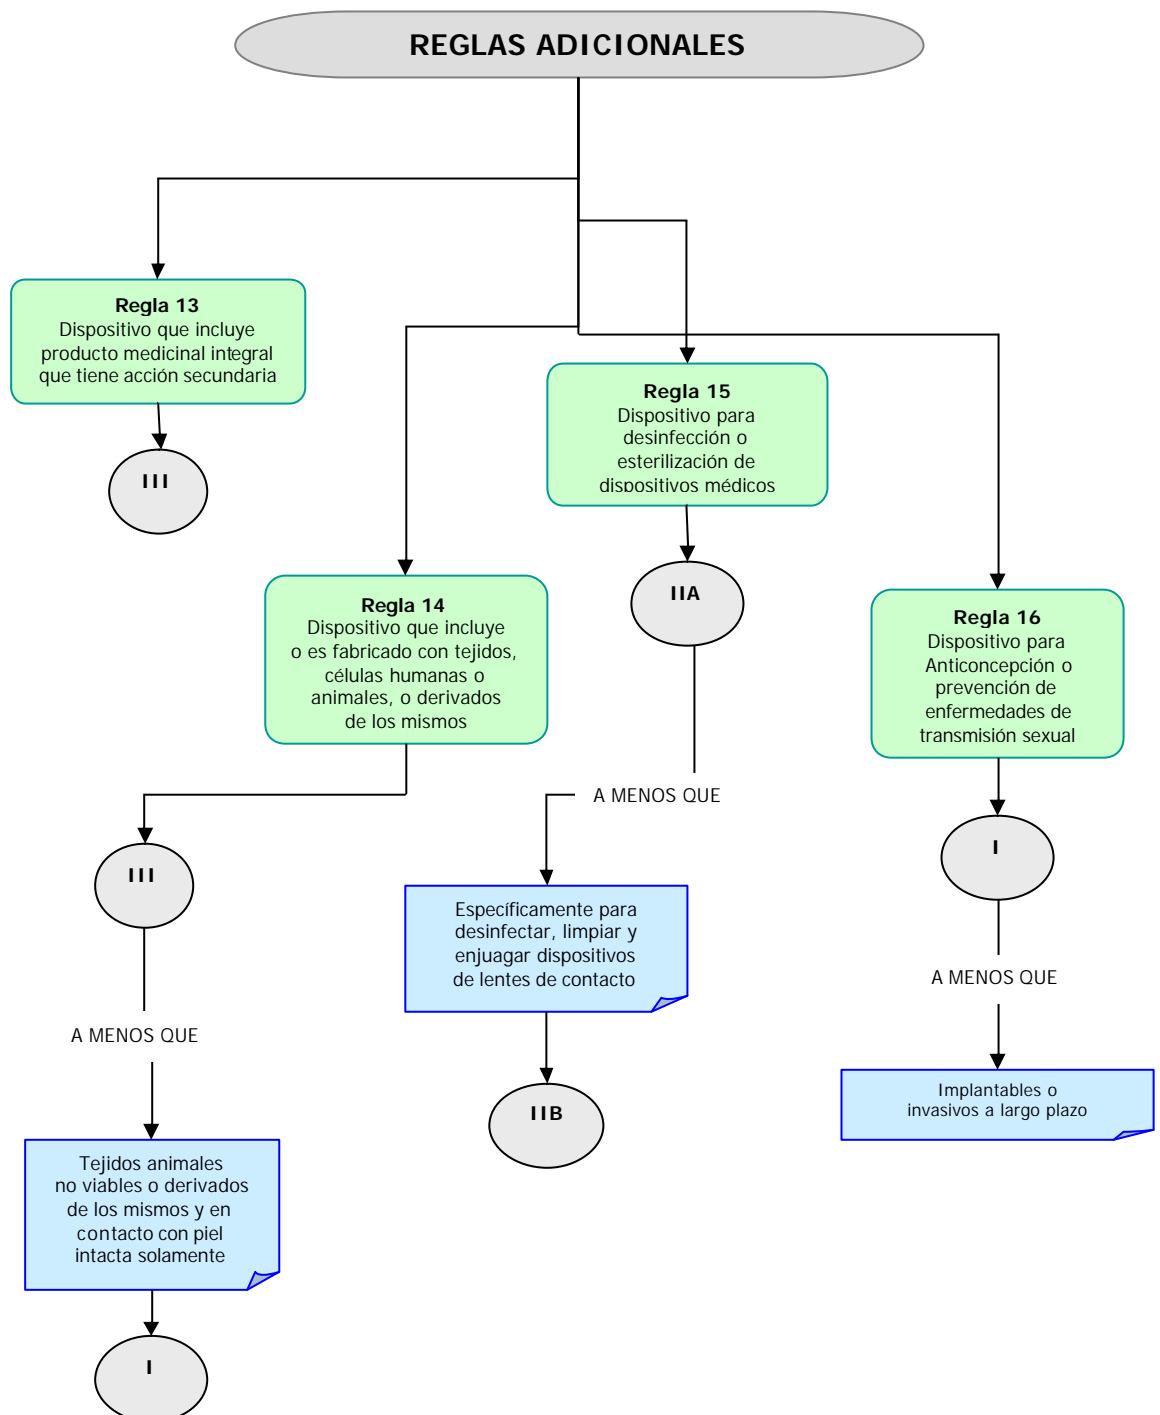 REGLAS ADICIONALES
Regla 13
Dispositivo que incluye
producto medicinal integral
que tiene acción secundaria
III
Regla 15
Dispositivo para
desinfección o
esterilización de
dispositivos médicos
IIA
Regla 14
Dispositivo que incluye
o es fabricado con tejidos,
células humanas o
animales, o derivados
de los mismos
Regla 16
Dispositivo para
Anticoncepción o
prevención de
enfermedades de
transmisión sexual
A MENOS QUE
III
I
Específicamente para
desinfectar, limpiar y
enjuagar dispositivos
de lentes de contacto
A MENOS QUE
A MENOS QUE
IIB
Implantables o
invasivos a largo plazo
Tejidos animales
no viables o derivados
de los mismos y en
contacto con piel
intacta solamente
I